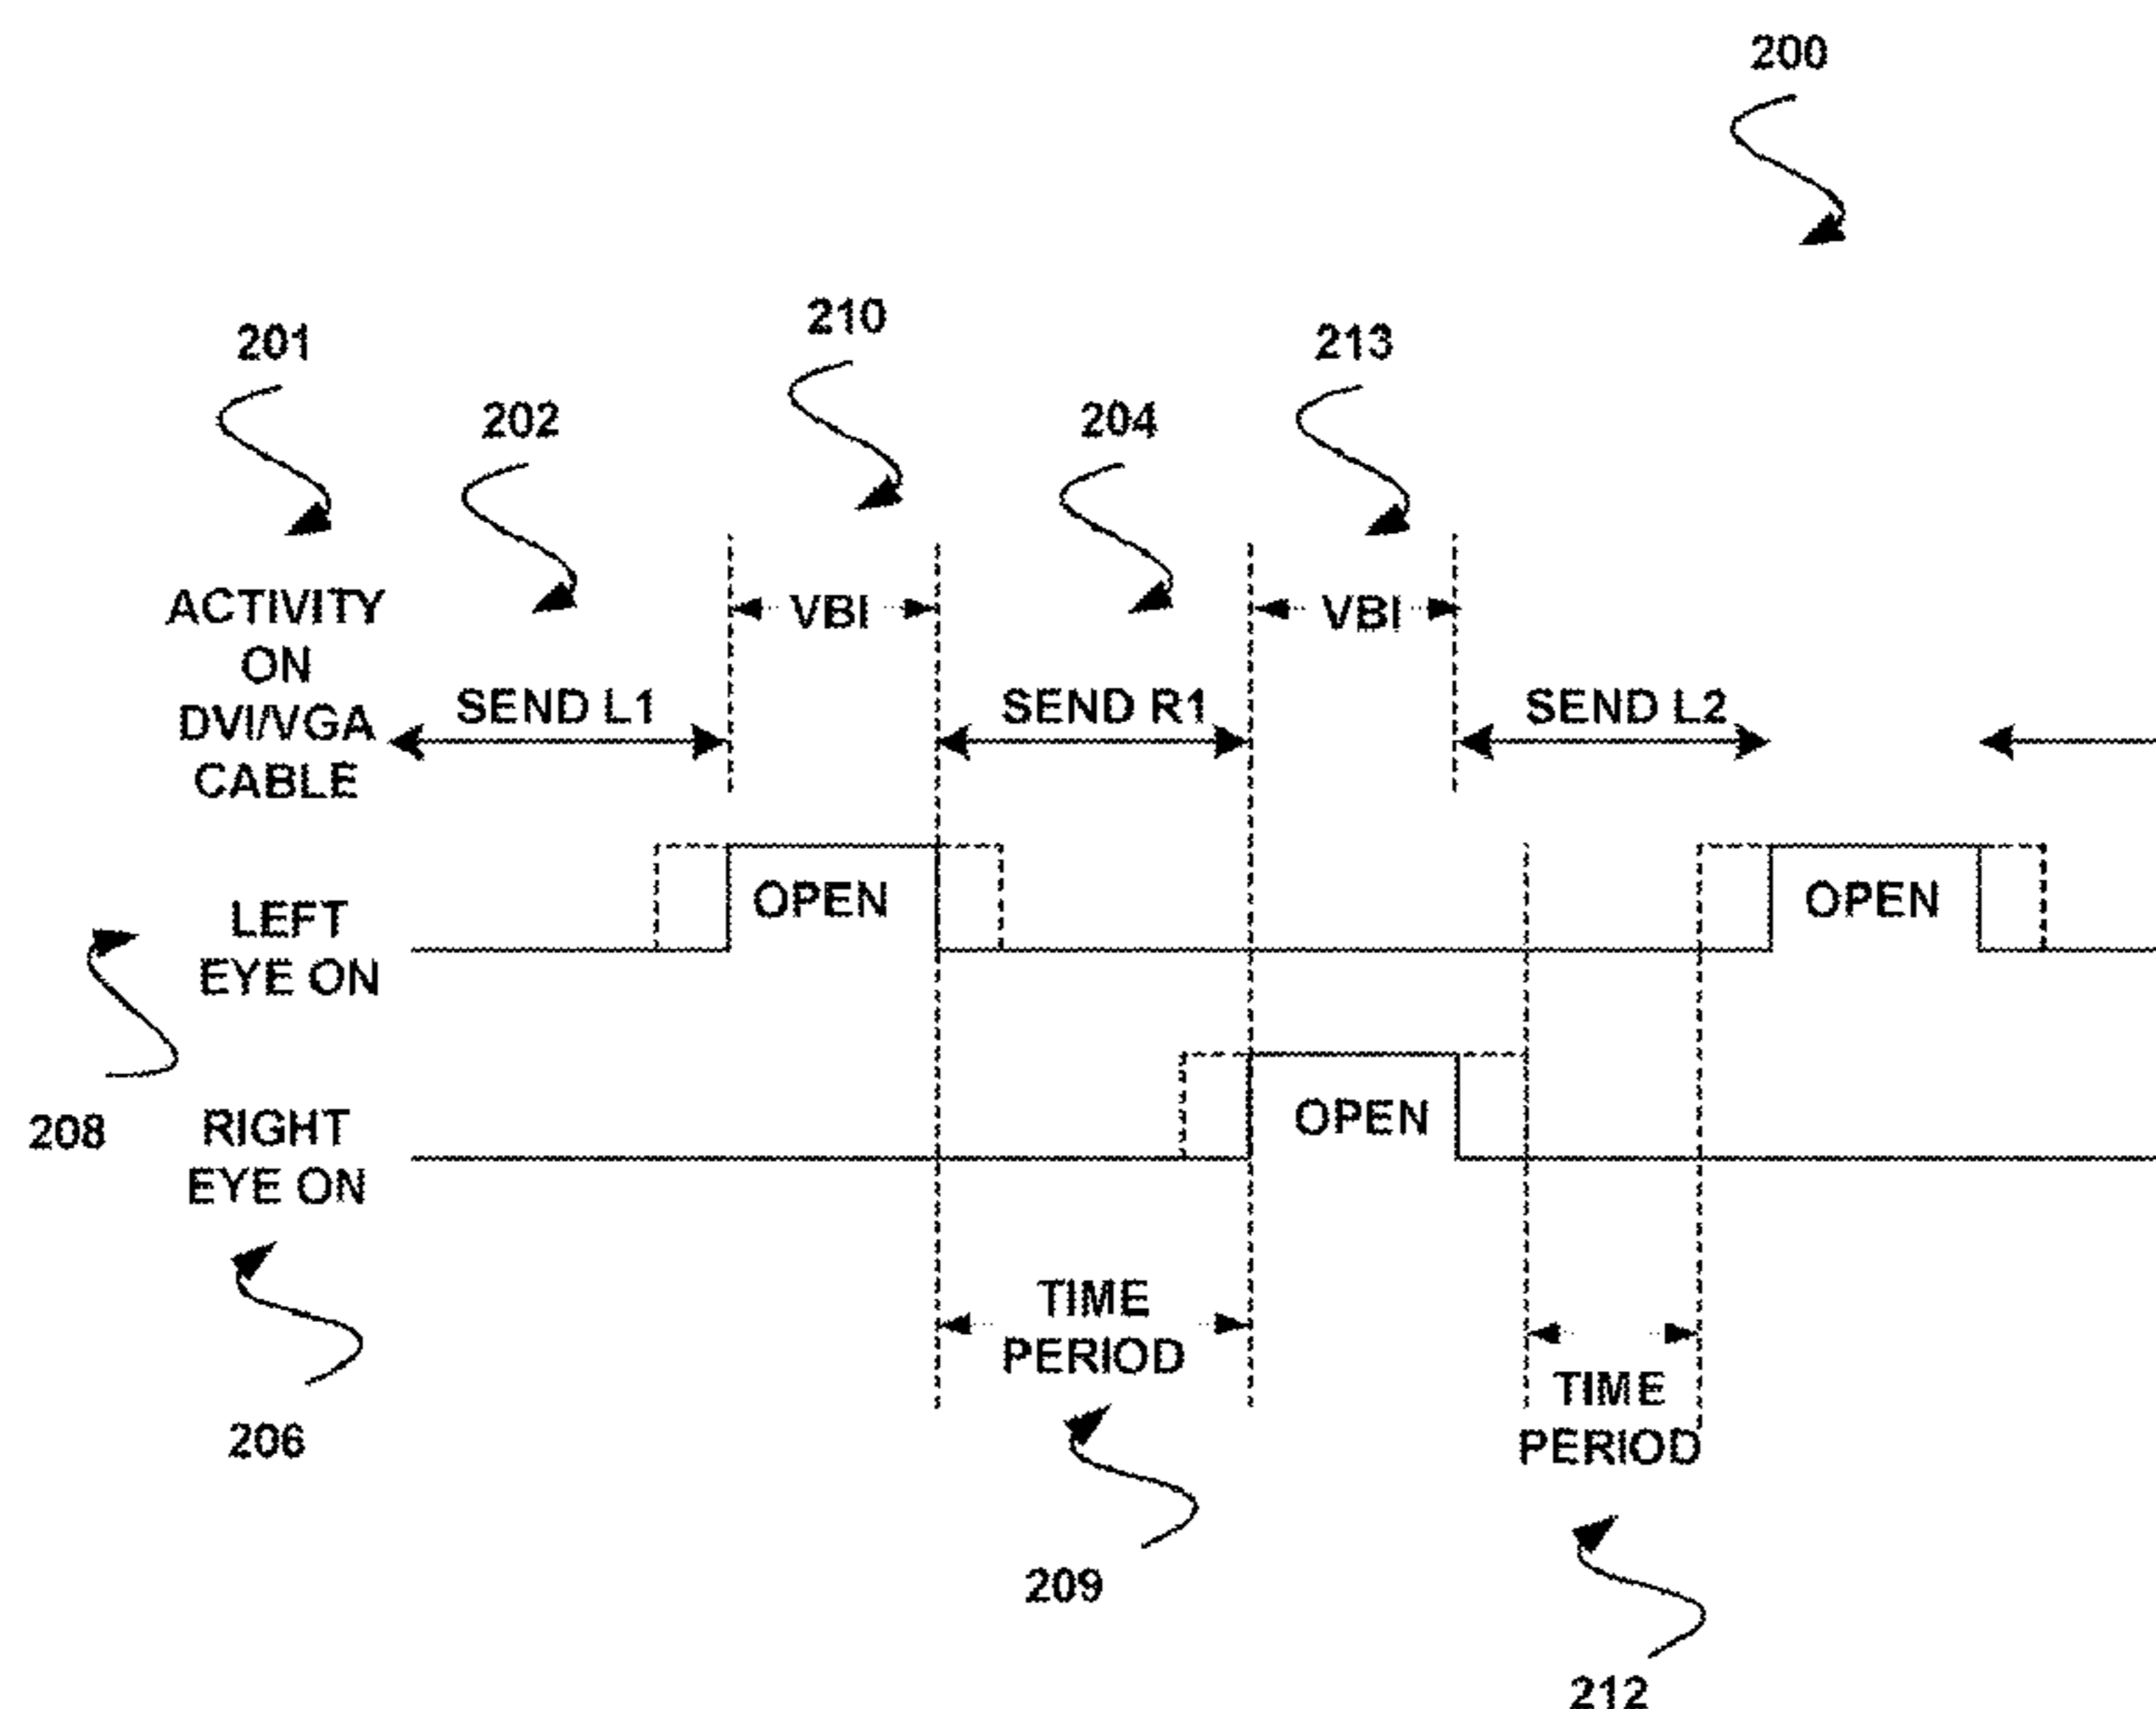 200
210
201
213
202
204
ACTIVITY
ON
DVI/VGA
CABLE
VBI
VBI
SEND L1
SEND R1
SEND L2
LEFT
EYE ON
OPEN
OPEN
208
RIGHT
EYE ON
OPEN
206
TIME
PERIOD
TIME
PERIOD
209
212